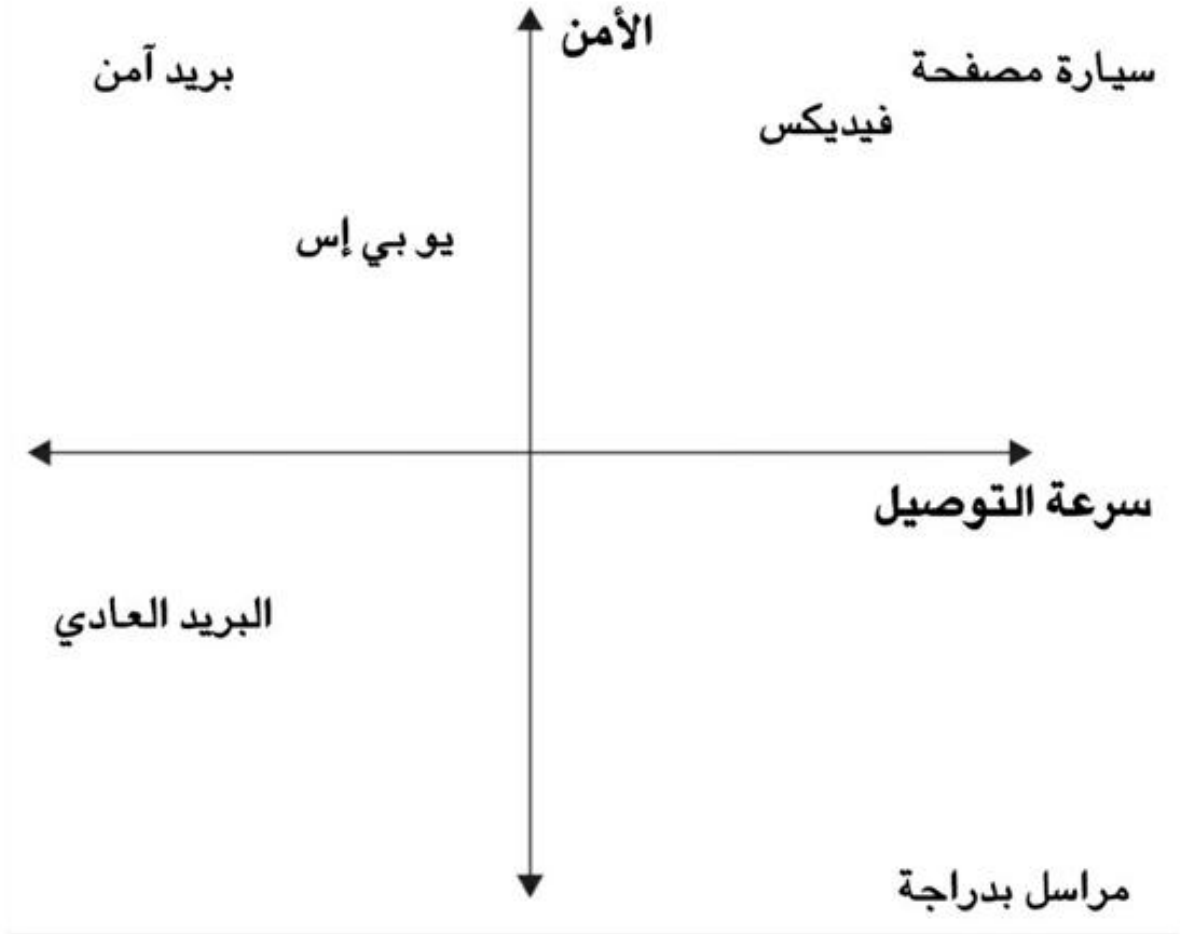 الأمن
سيارة مصفحة
بريد آمن
فيديكس
يو بي إس
سرعة التوصيل
البريد العادي
مراسل بدراجة